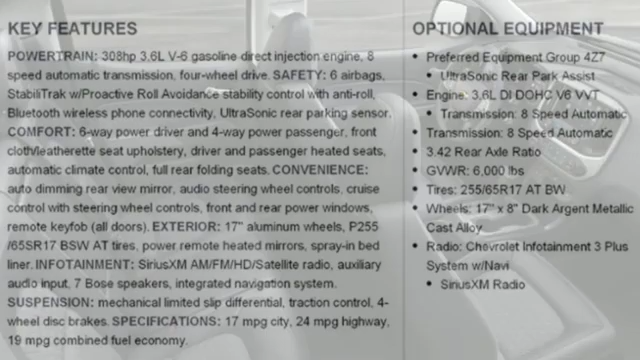 KEY FEATURES
POWERTRAIN: 308hp 3.6L V-6 gasoline direct injection engine, 8
speed automatic transmission, four-wheel drive. SAFETY: 6 airbags,
StabiliTrak w/Proactive Roll Avoidance stability control with anti-roll,
Bluetooth wireless phone connectivity, UltraSonic rear parking sensor.
COMFORT: 6-way power driver and 4-way power passenger, front
cloth/leatherette seat upholstery, driver and passenger heated seats,
automatic climate control, full rear folding seats. CONVENIENCE:
auto dimming rear view mirror, audio steering wheel controls, cruise
control with steering wheel controls, front and rear power windows,
remote keyfob (all doors). EXTERIOR: 17" aluminum wheels, P255
/65SR17 BSW AT tires, power remote heated mirrors, spray-in bed
liner. INFOTAINMENT: SiriusXM AM/FM/HD/Satellite radio, auxiliary
audio input, 7 Bose speakers, integrated navigation system.
SUSPENSION: mechanical limited slip differential, traction control, 4-
wheel disc brakes. SPECIFICATIONS: 17 mpg city, 24 mpg highway,
19 mpg combined fuel economy.
OPTIONAL EQUIPMENT
• Preferred Equipment Group 4Z7
• UltraSonic Rear Park Assist
• Engine: 3.6L DI DOHC V6 VVT
• Transmission: 8 Speed Automatic
• Transmission: 8 Speed Automatic
• 3.42 Rear Axle Ratio
• GVWR: 6,000 lbs
• Tires: 255/65R17 AT BW
• Wheels: 17" x 8" Dark Argent Metallic
Cast Alloy
• Radio: Chevrolet Infotainment 3 Plus
System w/Navi
• SiriusXM Radio